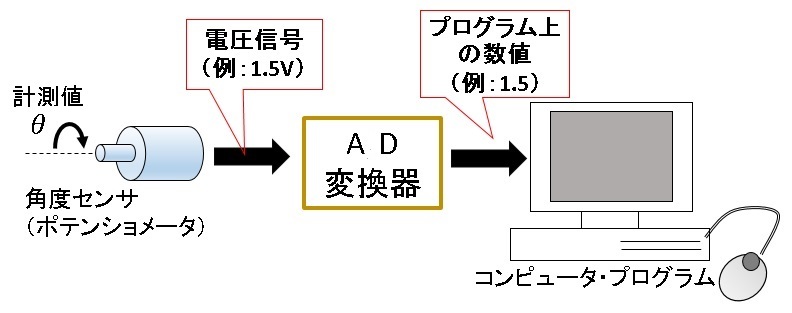 電圧信号
（例：1.5V）
プログラム上
の数値
（例：1.5）
計測値
θ
ＡＤ
変換器
角度センサ
（ポテンショメータ）
コンピュータ・プログラム